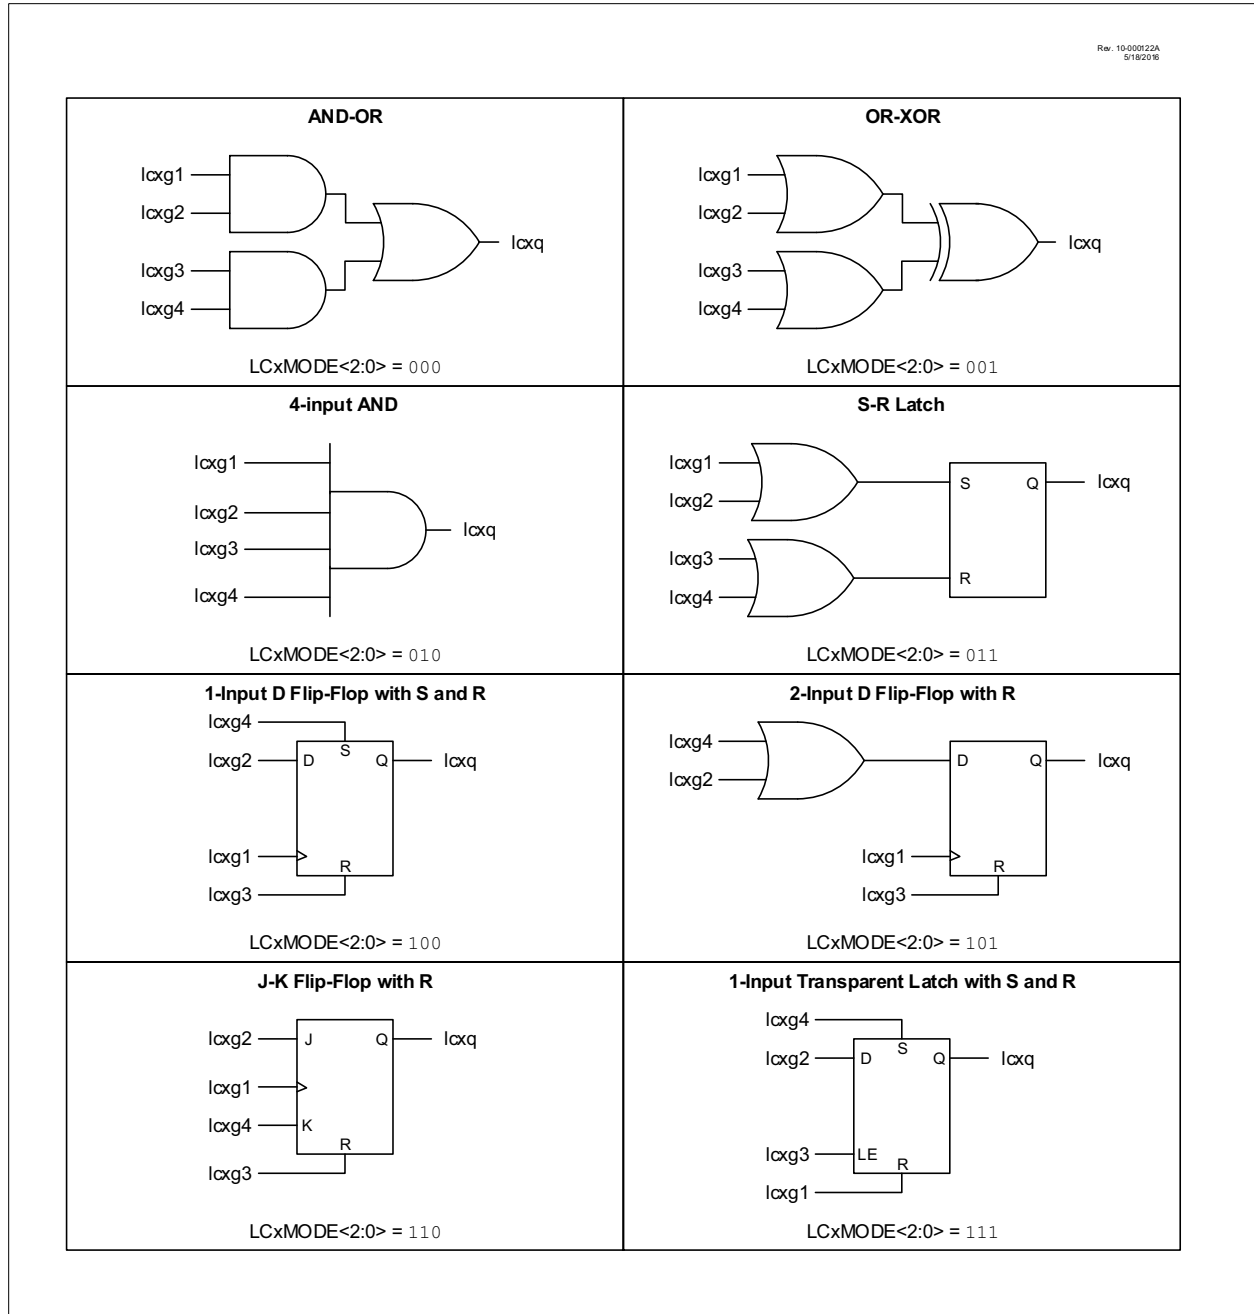 Rev. 10-000122A
5/18/2016
AND-OR
lcxg1
lcxg2
lcxg3
lcxg4
lcxq
LCxMODE<2:0> = 000
OR-XOR
lcxg1
lcxg2
lcxg3
lcxg4
lcxq
LCxMODE<2:0> = 001
4-input AND
lcxg1
lcxg2
lcxg3
lcxg4
lcxq
LCxMODE<2:0> = 010
S-R Latch
lcxg1
lcxg2
lcxg3
lcxg4
S
Q
R
lcxq
LCxMODE<2:0> = 011
1-Input D Flip-Flop with S and R
lcxg4
lcxg2
S
D
Q
lcxq
lcxg1
R
lcxg3
LCxMODE<2:0> = 100
2-Input D Flip-Flop with R
lcxg4
lcxg2
D
Q
lcxq
lcxg1
R
lcxg3
LCxMODE<2:0> = 101
J-K Flip-Flop with R
lcxg2
J
Q
lcxq
lcxg1
lcxg4
K
R
lcxg3
LCxMODE<2:0> = 110
1-Input Transparent Latch with S and R
lcxg4
lcxg2
S
D
Q
lcxq
lcxg3
LE
R
lcxg1
LCxMODE<2:0> = 111